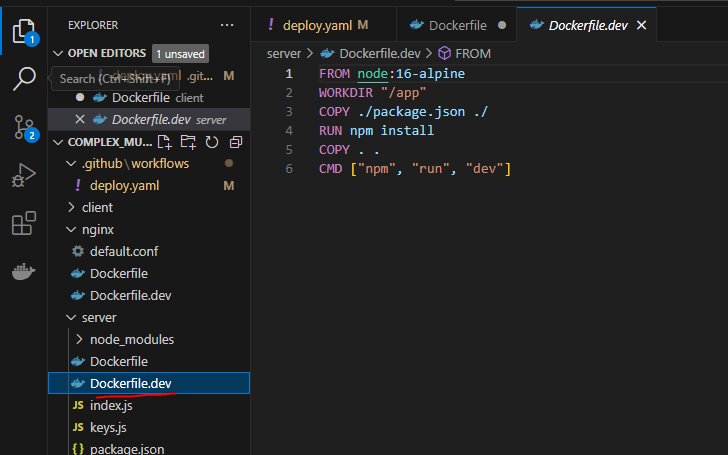 EXPLORER
...
OPEN EDITORS 1 unsaved
Search (Ctrl+Shift+F)
deploy.yaml .git... M
Dockerfile client
Dockerfile.dev server
COMPLEX_MU...
.github\workflows
! deploy.yaml M
client
nginx
default.conf
Dockerfile
Dockerfile.dev
server
node_modules
Dockerfile
Dockerfile.dev
JS index.js
JS keys.js
{} package.json
1
2
! deploy.yaml M
Dockerfile
Dockerfile.dev
server > Dockerfile.dev > FROM
1 FROM node:16-alpine
2 WORKDIR "/app"
3 COPY ./package.json ./
4 RUN npm install
5 COPY . .
6 CMD ["npm", "run", "dev"]